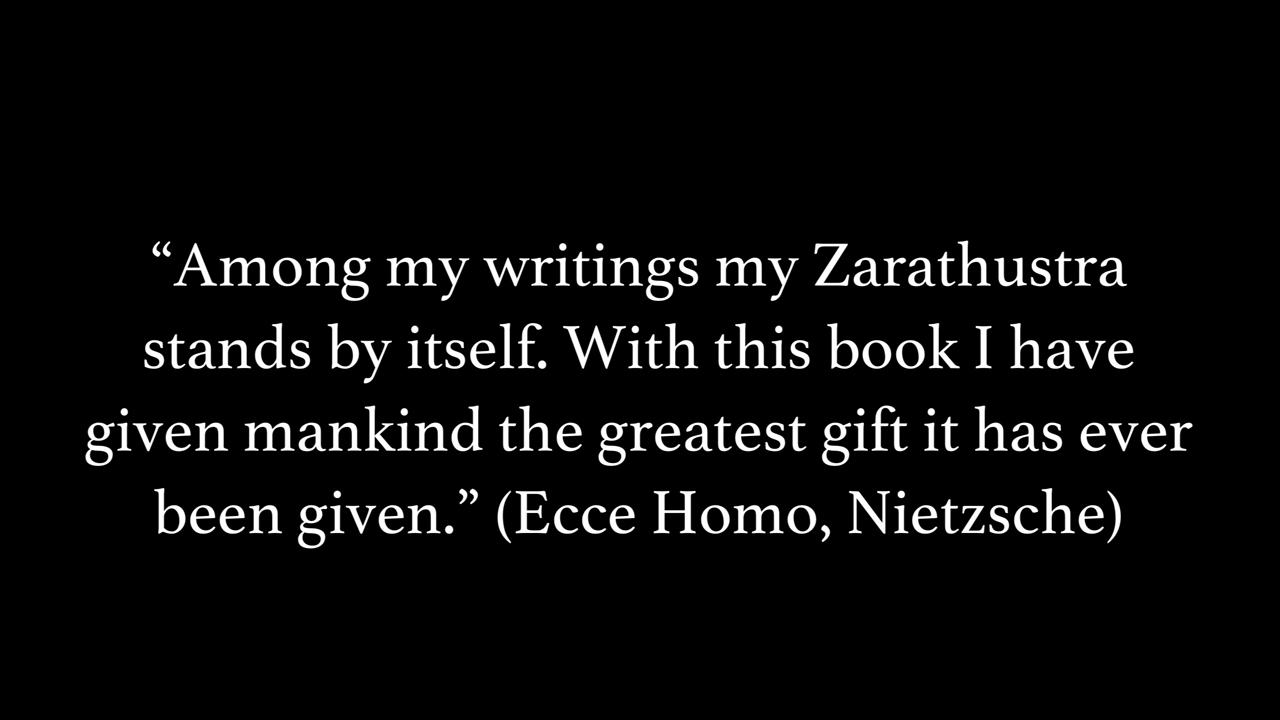 “Among my writings my Zarathustra
stands by itself. With this book I have
given mankind the greatest gift it has ever
been given.” (Ecce Homo, Nietzsche)